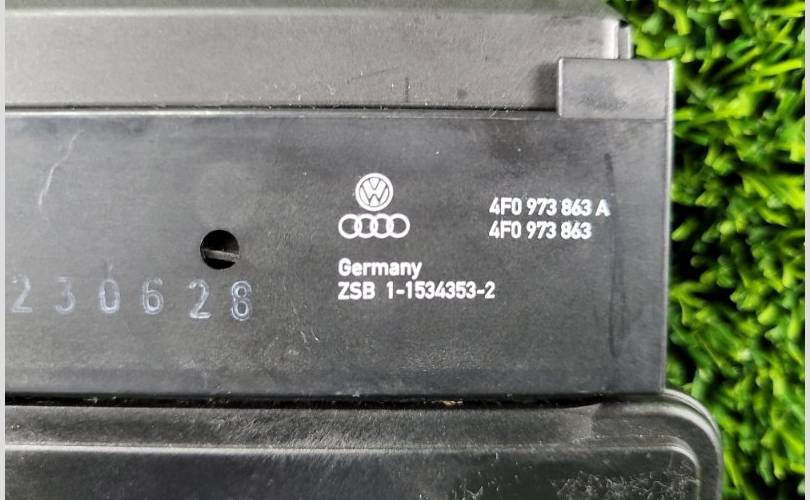 4F0 973 863 A
4F0 973 863
Germany
ZSB 1-1534353-2
230628